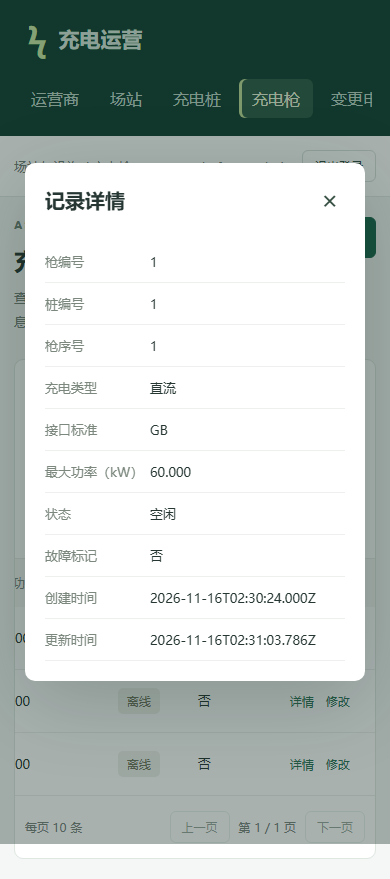 充电运营
运营商 场站 充电桩 充电枪 变更申
记录详情
枪编号 1
桩编号 1
枪序号 1
充电类型 直流
接口标准 GB
最大功率（kW） 60.000
状态 空闲
故障标记 否
创建时间 2026-11-16T02:30:24.000Z
更新时间 2026-11-16T02:31:03.786Z
00 离线 否 详情 修改
00 离线 否 详情 修改
每页 10 条 上一页 第 1 / 1 页 下一页